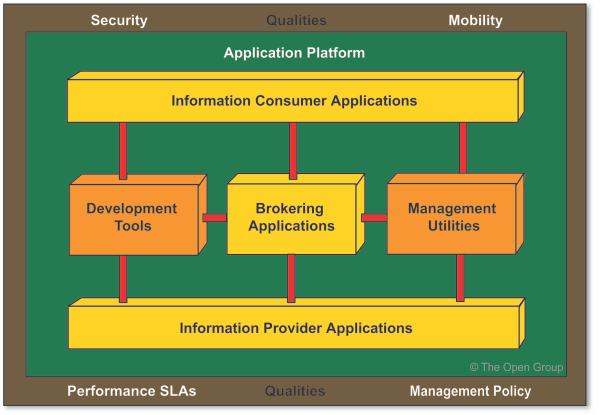 Security Qualities Mobility
Application Platform
Information Consumer Applications
Development
Tools
Brokering
Applications
Management
Utilities
Information Provider Applications
© The Open Group
Performance SLAs Qualities Management Policy